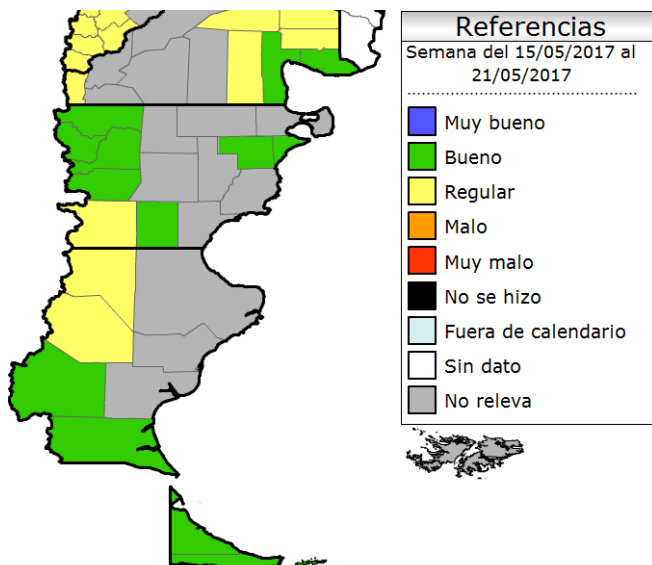 Referencias
Semana del 15/05/2017 al
21/05/2017
Muy bueno
Bueno
Regular
Malo
Muy malo
No se hizo
Fuera de calendario
Sin dato
No releva